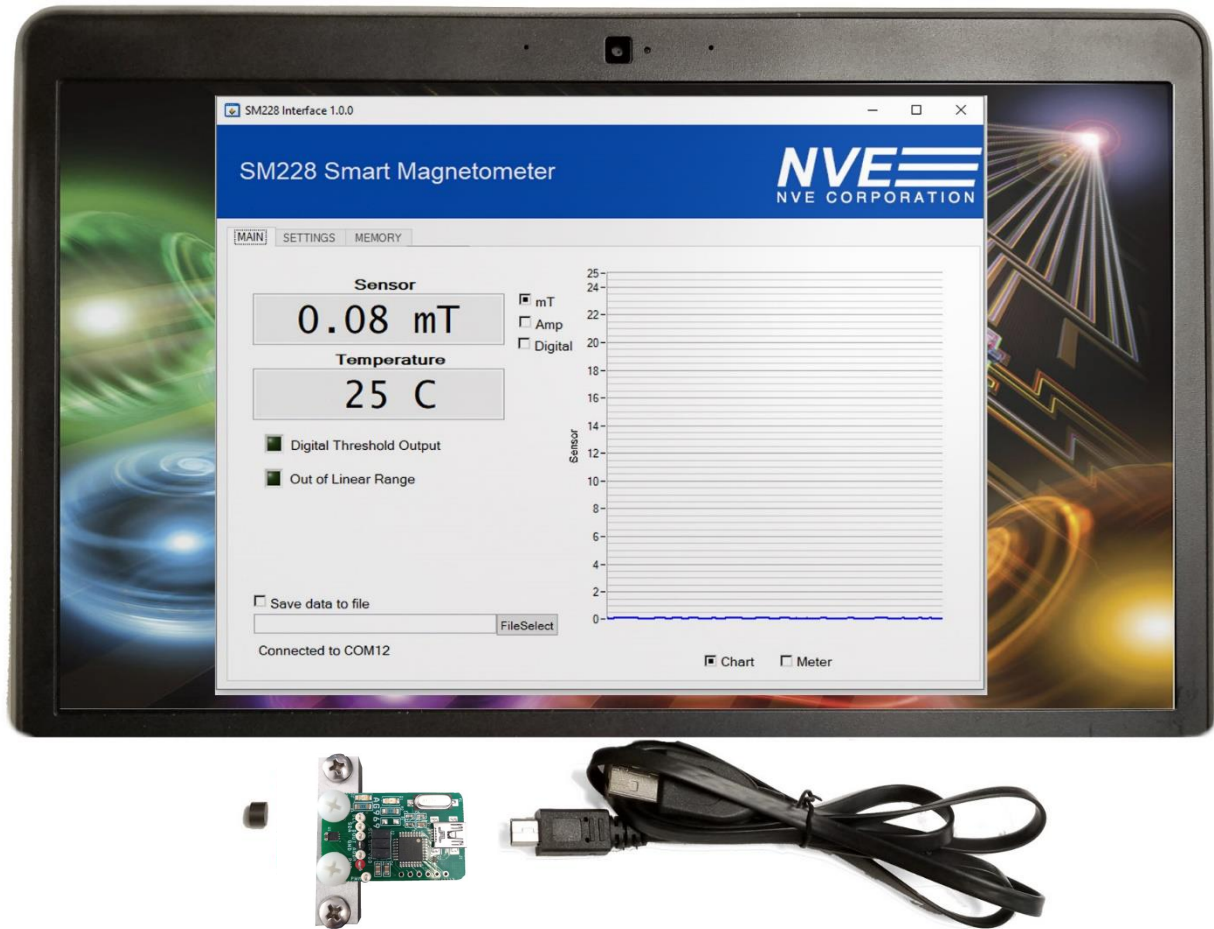 SM228 Interface 1.0.0
SM228 Smart Magnetometer
NVE
NVE CORPORATION
MAIN SETTINGS MEMORY
Sensor
0.08 mT
mT
Amp
Digital
Temperature
25 C
Digital Threshold Output
Out of Linear Range
Save data to file
FileSelect
Connected to COM12
25
24
22
20
18
16
14
12
10
8
6
4
2
0
Sensor
Chart Meter